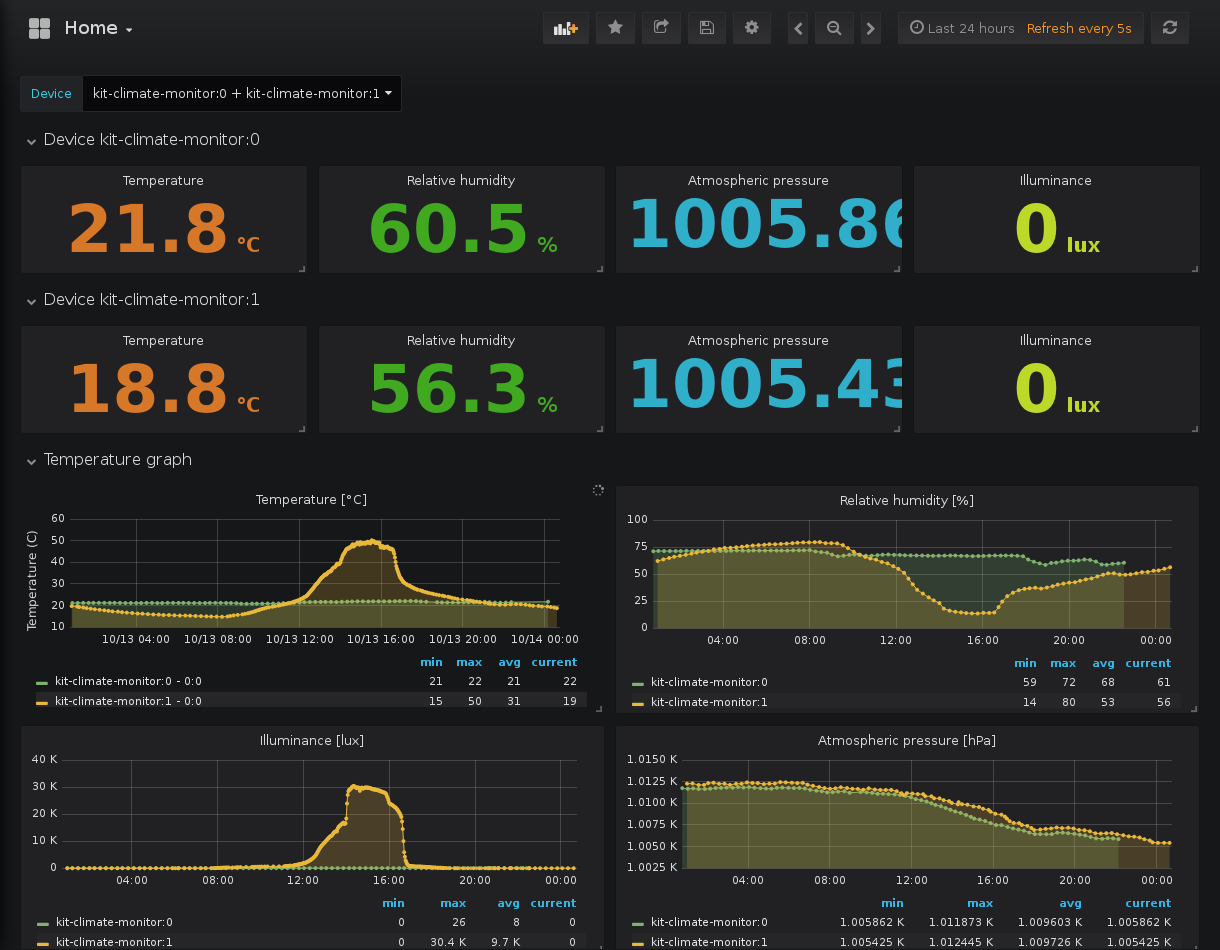 Home
Last 24 hours Refresh every 5s
Device kit-climate-monitor:0 + kit-climate-monitor:1
Device kit-climate-monitor:0
Temperature
21.8 °C
Relative humidity
60.5 %
Atmospheric pressure
1005.86
Illuminance
0 lux
Device kit-climate-monitor:1
Temperature
18.8 °C
Relative humidity
56.3 %
Atmospheric pressure
1005.43
Illuminance
0 lux
Temperature graph
Temperature [°C]
Temperature (C)
60
50
40
30
20
10
10/13 04:00 10/13 08:00 10/13 12:00 10/13 16:00 10/13 20:00 10/14 00:00
min max avg current
kit-climate-monitor:0 - 0:0 21 22 21 22
kit-climate-monitor:1 - 0:0 15 50 31 19
Relative humidity [%]
100
75
50
25
0
04:00 08:00 12:00 16:00 20:00 00:00
min max avg current
kit-climate-monitor:0 59 72 68 61
kit-climate-monitor:1 14 80 53 56
Illuminance [lux]
40 K
30 K
20 K
10 K
0
04:00 08:00 12:00 16:00 20:00 00:00
min max avg current
kit-climate-monitor:0 0 26 8 0
kit-climate-monitor:1 0 30.4 K 9.7 K 0
Atmospheric pressure [hPa]
1.0150 K
1.0125 K
1.0100 K
1.0075 K
1.0050 K
1.0025 K
04:00 08:00 12:00 16:00 20:00 00:00
min max avg current
kit-climate-monitor:0 1.005862 K 1.011873 K 1.009603 K 1.005862 K
kit-climate-monitor:1 1.005425 K 1.012445 K 1.009726 K 1.005425 K